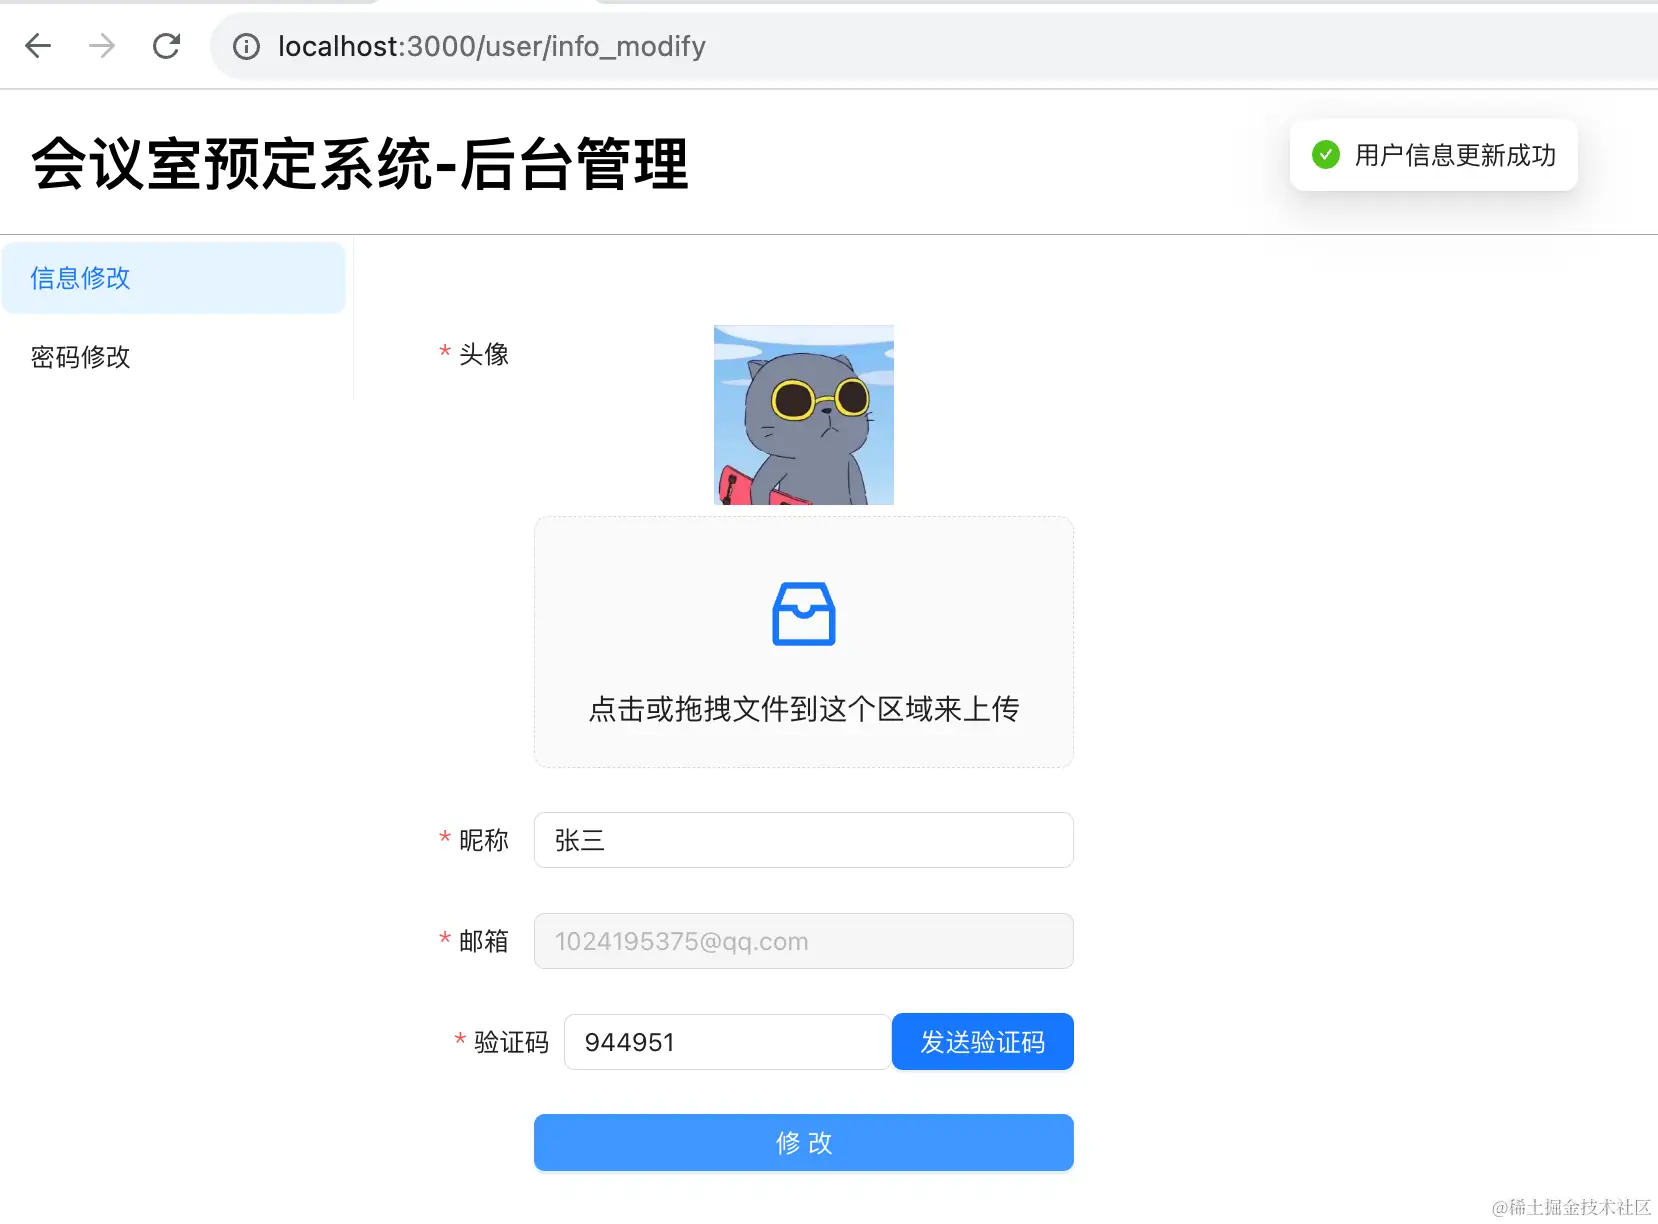 localhost:3000/user/info_modify
会议室预定系统-后台管理
用户信息更新成功
信息修改
密码修改
* 头像
点击或拖拽文件到这个区域来上传
* 昵称 张三
* 邮箱 1024195375@qq.com
* 验证码 944951 发送验证码
修 改
@稀土掘金技术社区